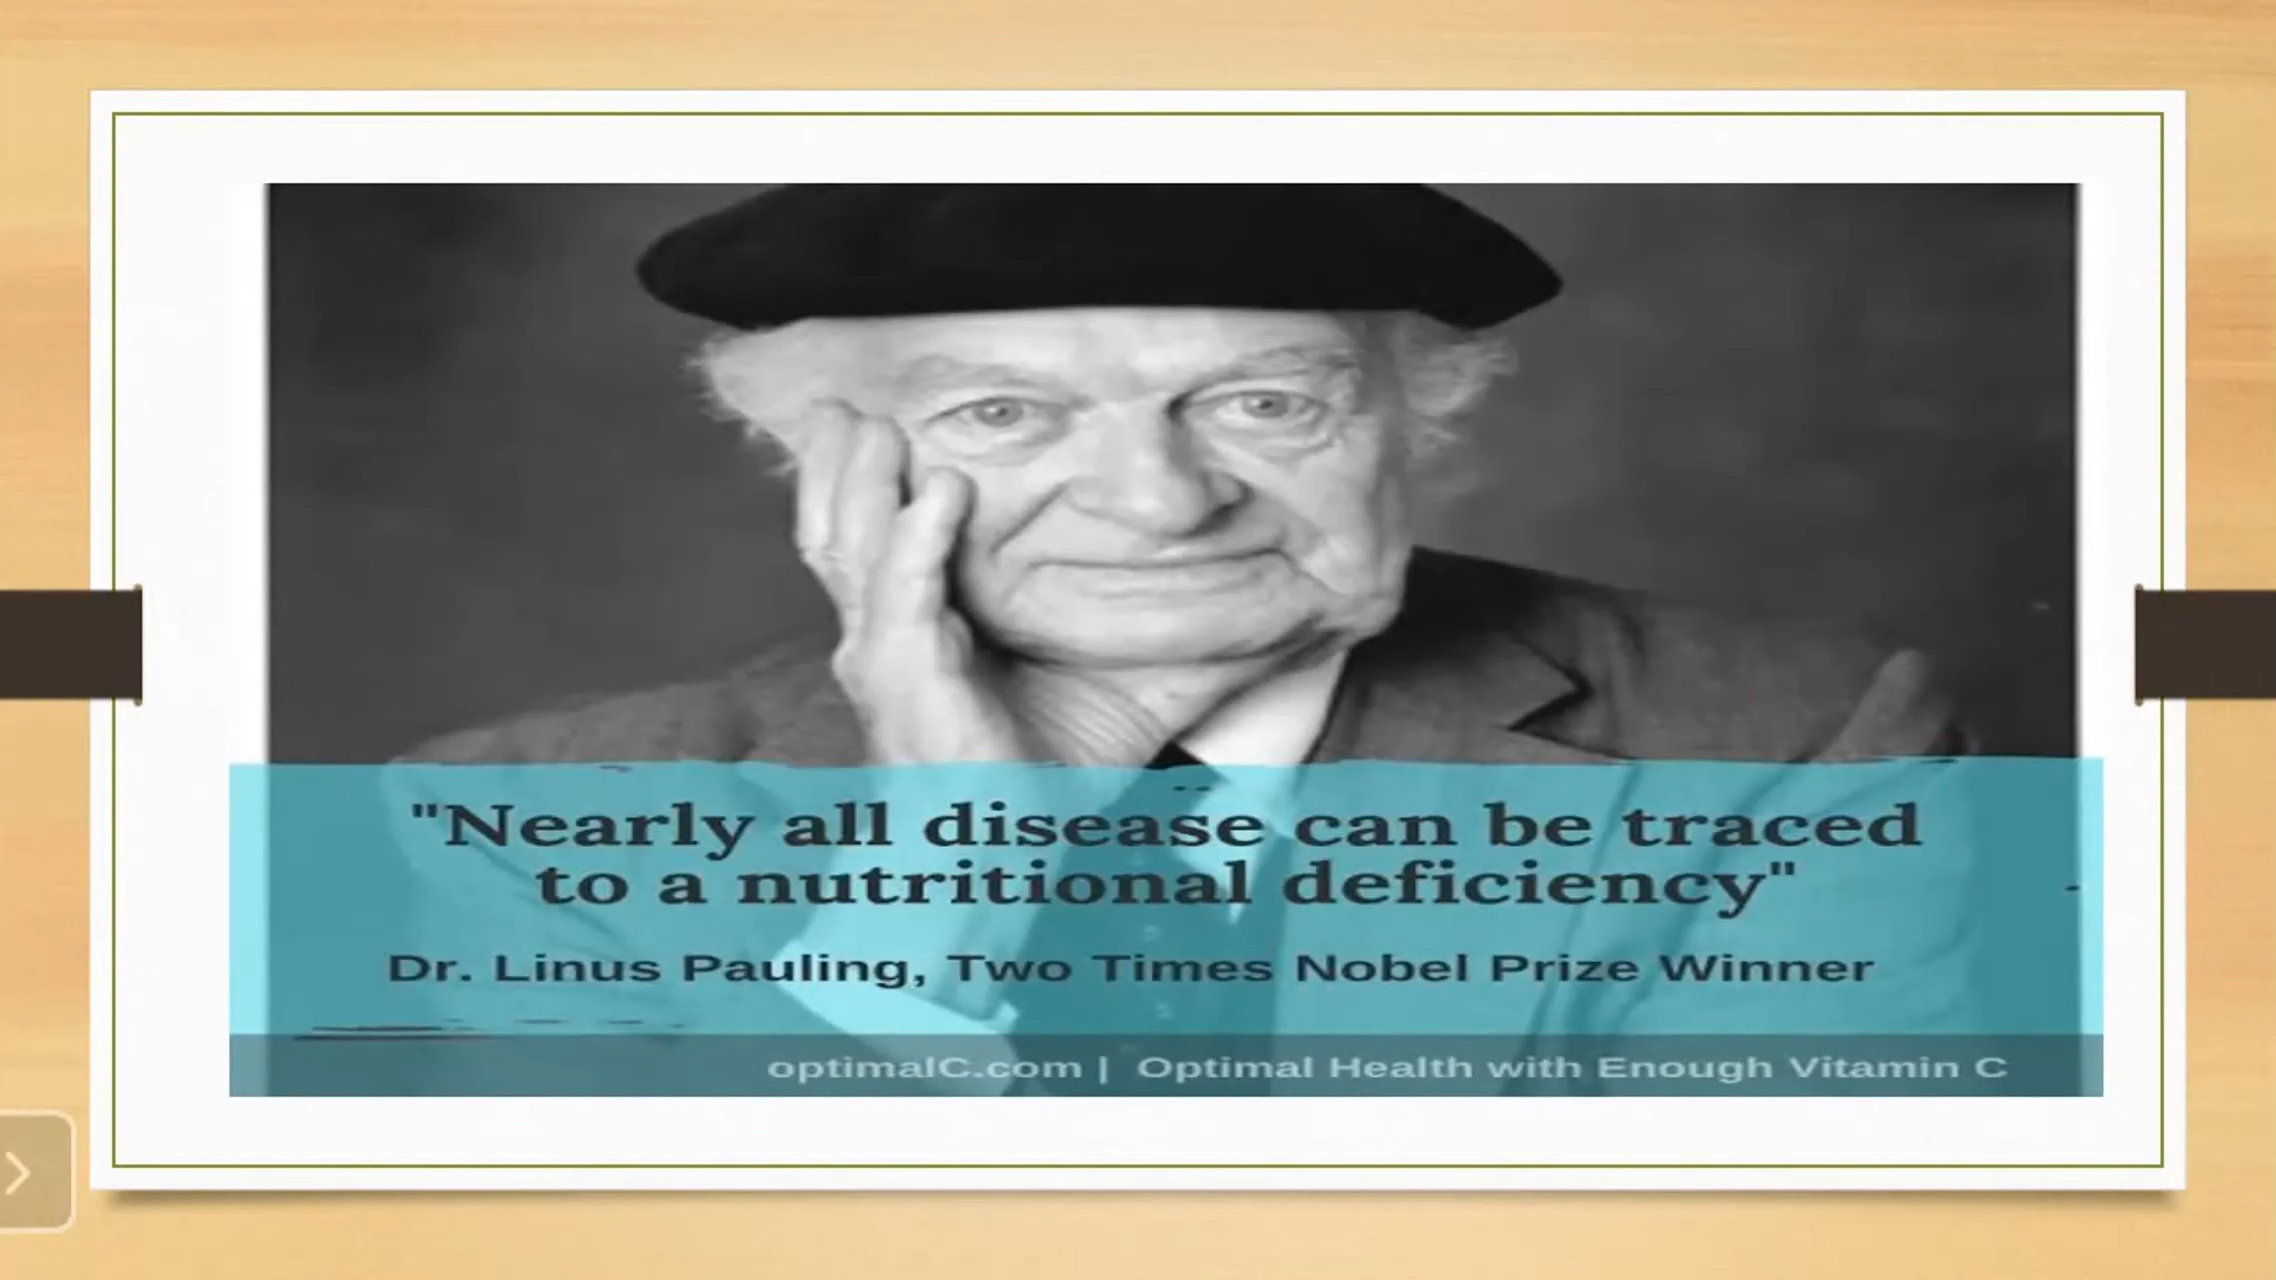 "Nearly all disease can be traced
to a nutritional deficiency"
Dr. Linus Pauling, Two Times Nobel Prize Winner
optimalC.com | Optimal Health with Enough Vitamin C